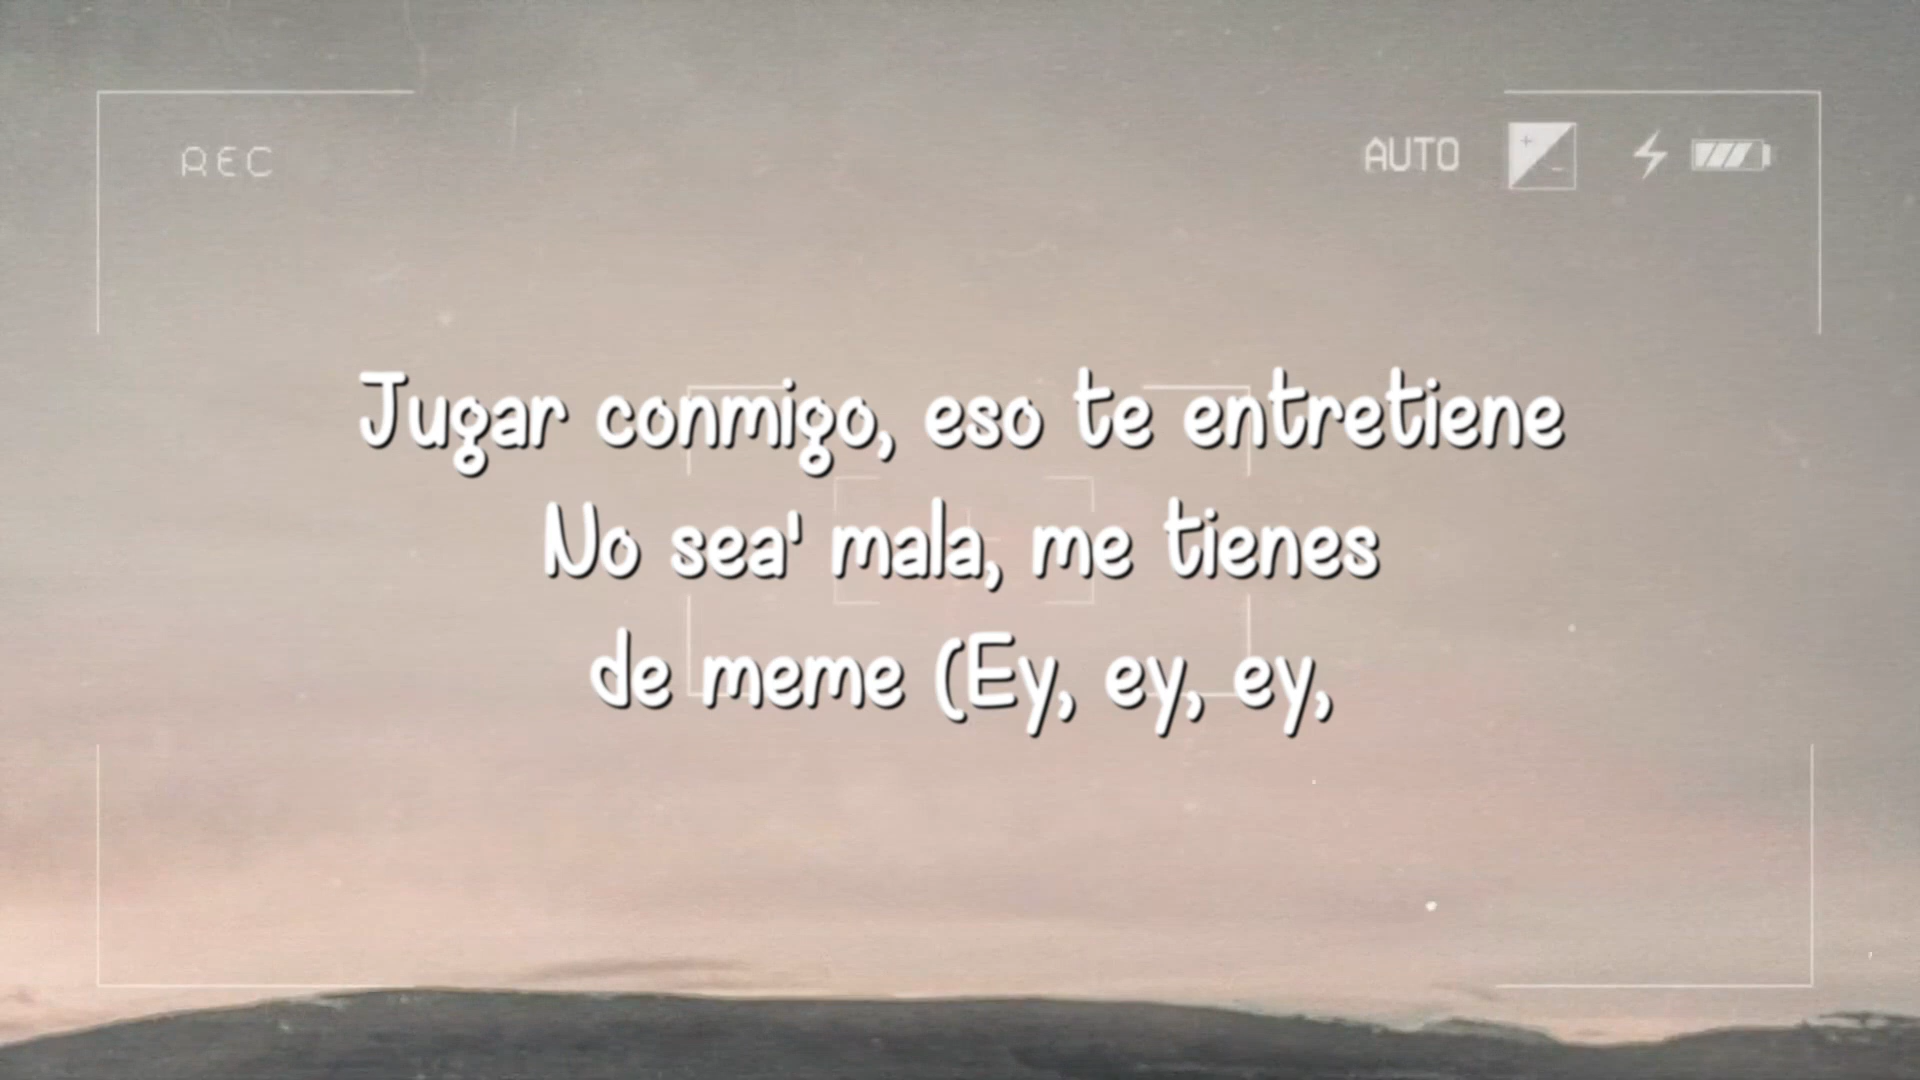 REC
AUTO
Jugar conmigo, eso te entretiene
No sea' mala, me tienes
de meme (Ey, ey, ey,